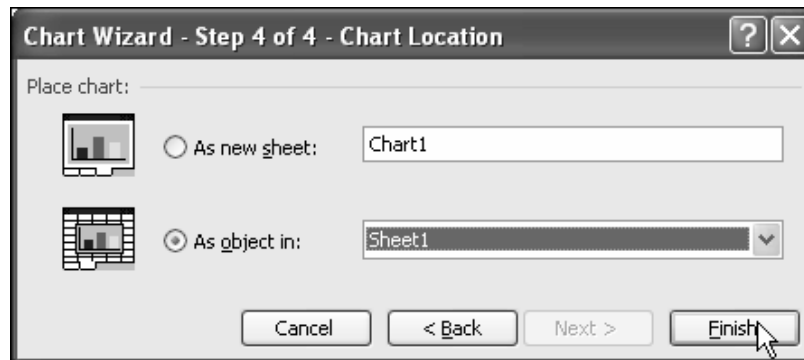 Chart Wizard - Step 4 of 4 - Chart Location
Place chart:
As new sheet: Chart1
As object in: Sheet1
Cancel < Back Next > Finish